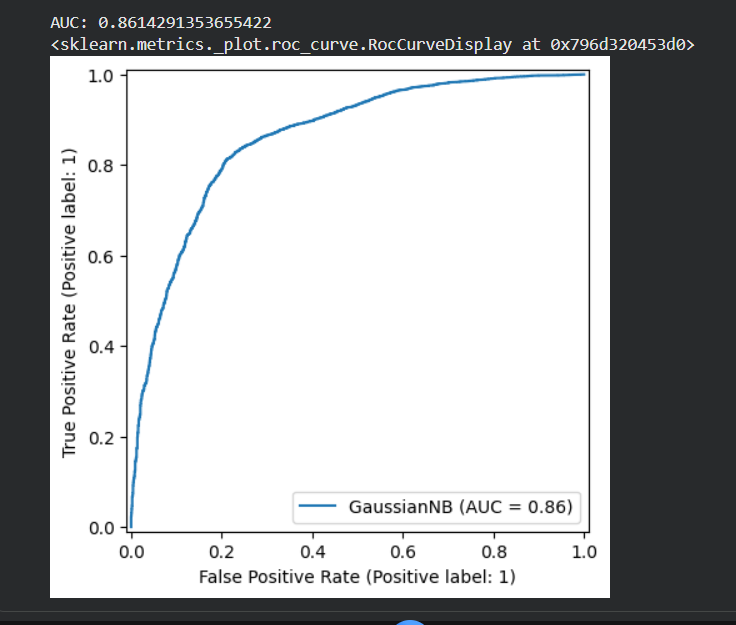 AUC: 0.8614291353655422
<sklearn.metrics._plot.roc_curve.RocCurveDisplay at 0x796d320453d0>
1.0
0.8
0.6
0.4
0.2
0.0
True Positive Rate (Positive label: 1)
GaussianNB (AUC = 0.86)
0.0 0.2 0.4 0.6 0.8 1.0
False Positive Rate (Positive label: 1)